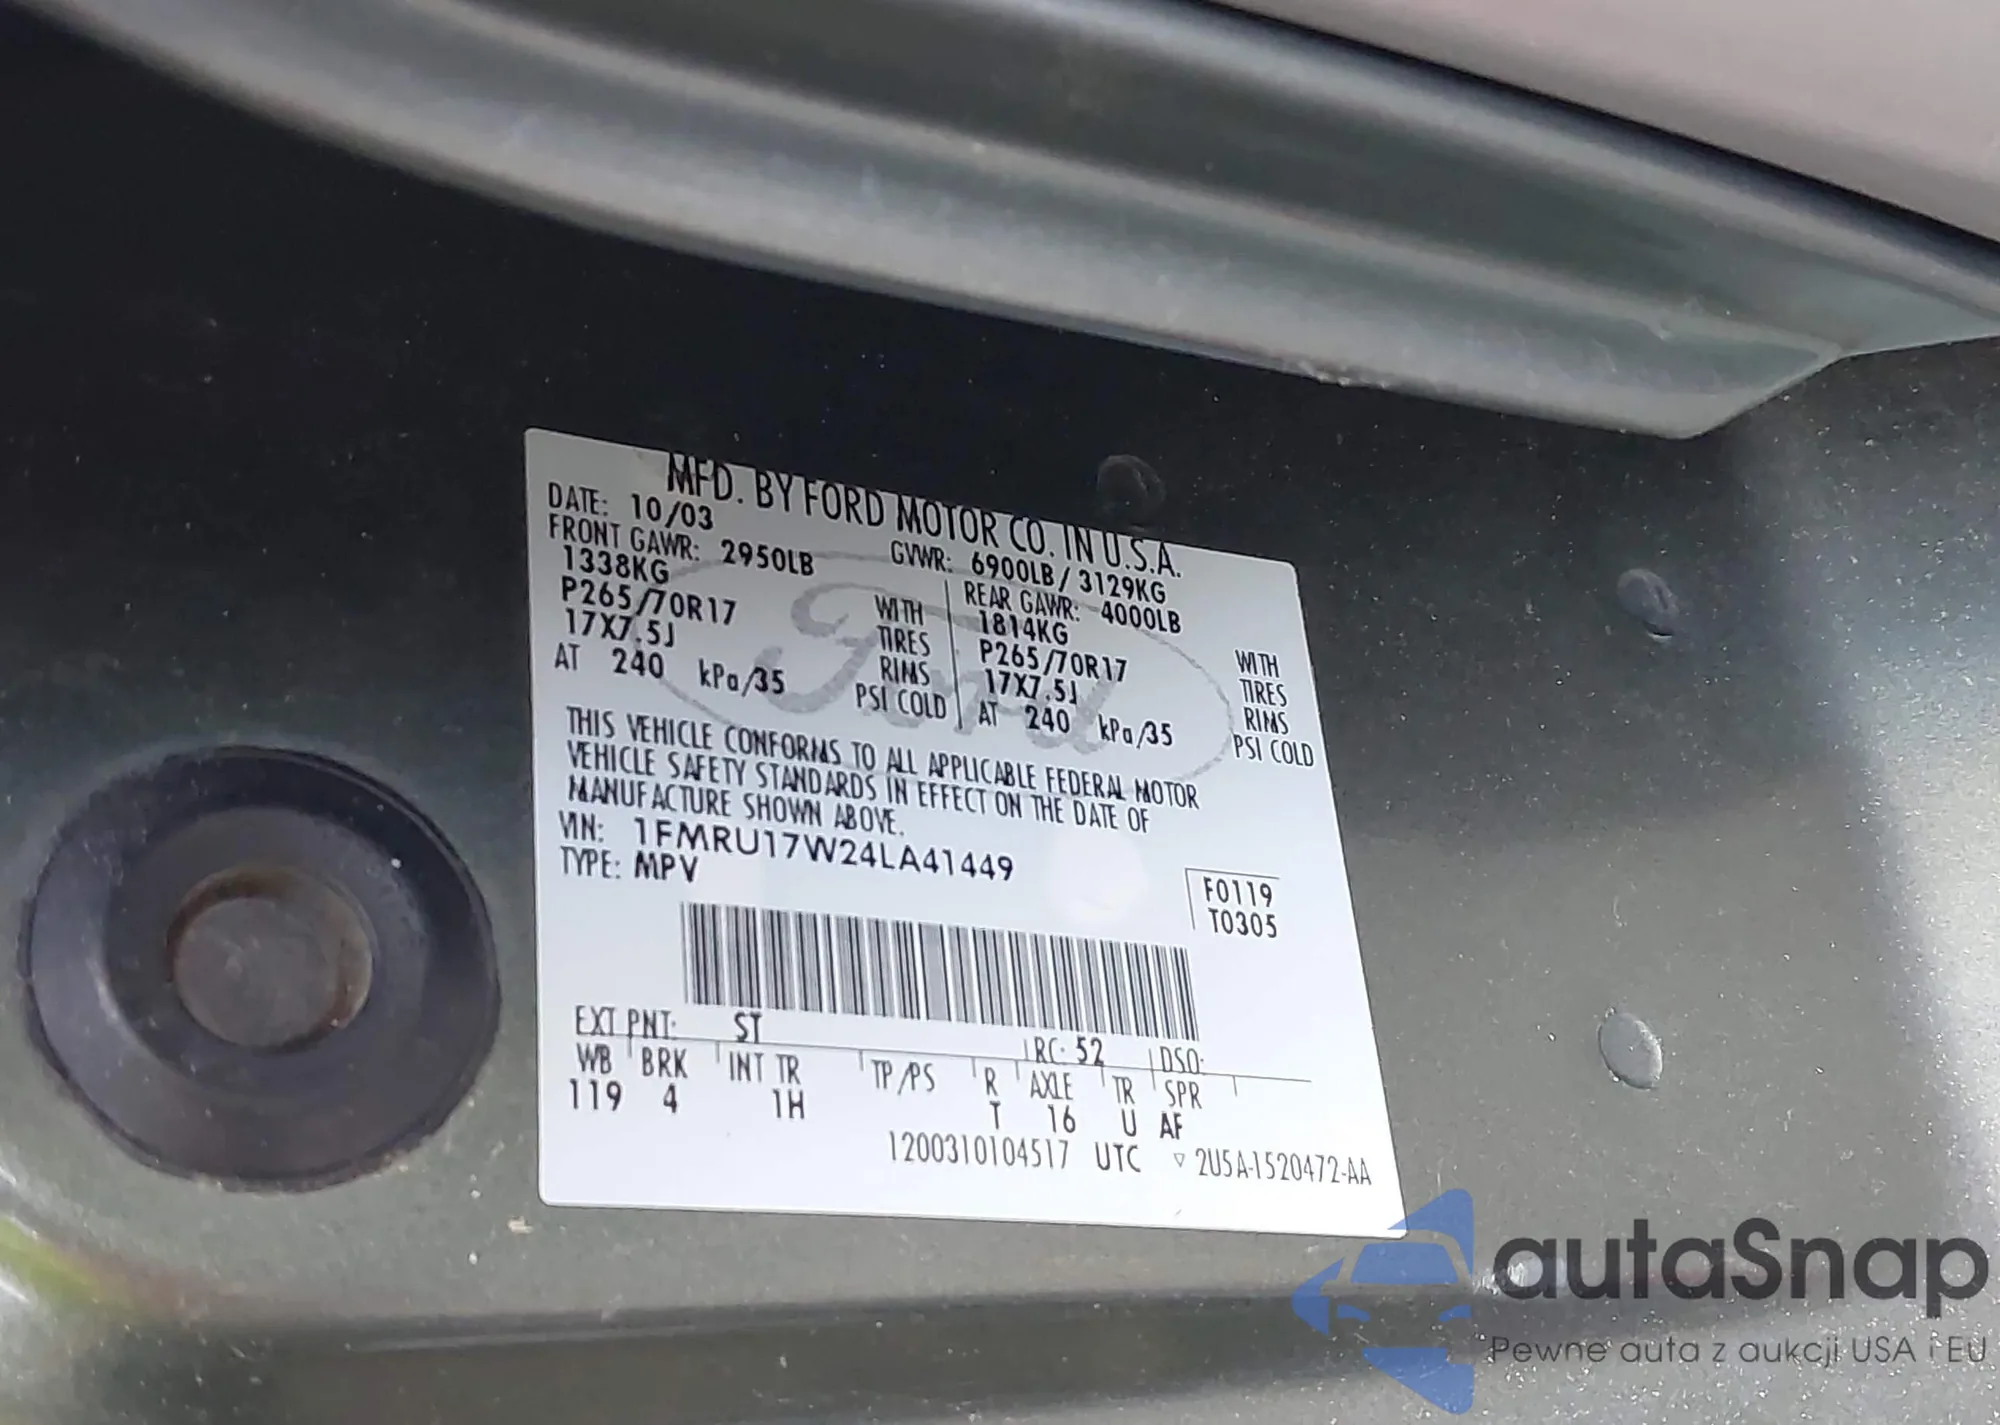 MFD. BY FORD MOTOR CO. IN U.S.A.
DATE: 10/03 GVWR: 6900LB / 3129KG
FRONT GAWR: 2950LB REAR GAWR: 4000LB
1338KG WITH 1814KG WITH
P265/70R17 TIRES P265/70R17 TIRES
17X7.5J RIMS 17X7.5J RIMS
AT 240 kPa/35 PSI COLD AT 240 kPa/35 PSI COLD
THIS VEHICLE CONFORMS TO ALL APPLICABLE FEDERAL MOTOR
VEHICLE SAFETY STANDARDS IN EFFECT ON THE DATE OF
MANUFACTURE SHOWN ABOVE.
VIN: 1FMRU17W24LA41449
TYPE: MPV
F0119
T0305
EXT PNT: ST RC: 52 DSO:
WB BRK INT TR TP/PS R AXLE TR SPR
119 4 1H T 16 U AF
1200310104517 UTC ▽ 2U5A-1520472-AA
Ford
autaSnap
Pewne auta z aukcji USA i EU